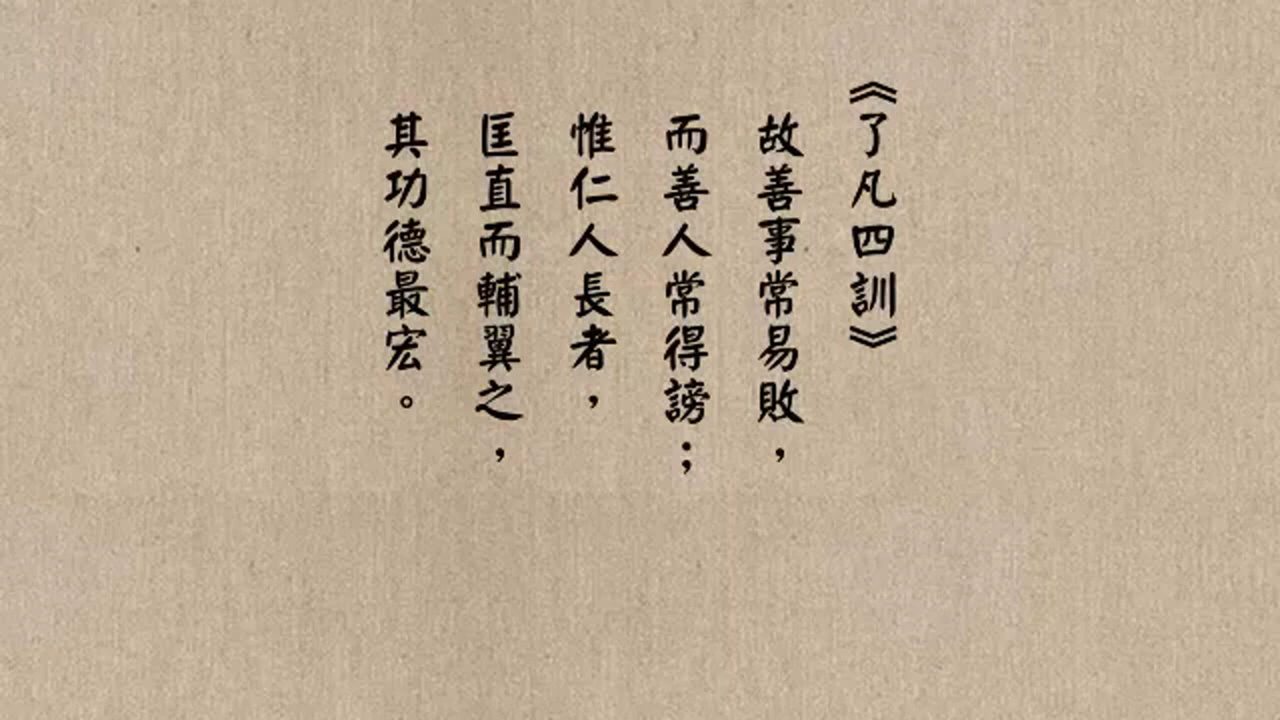 《了凡四訓》
故善事常易敗，
而善人常得謗；
惟仁人長者，
匡直而輔翼之，
其功德最宏。